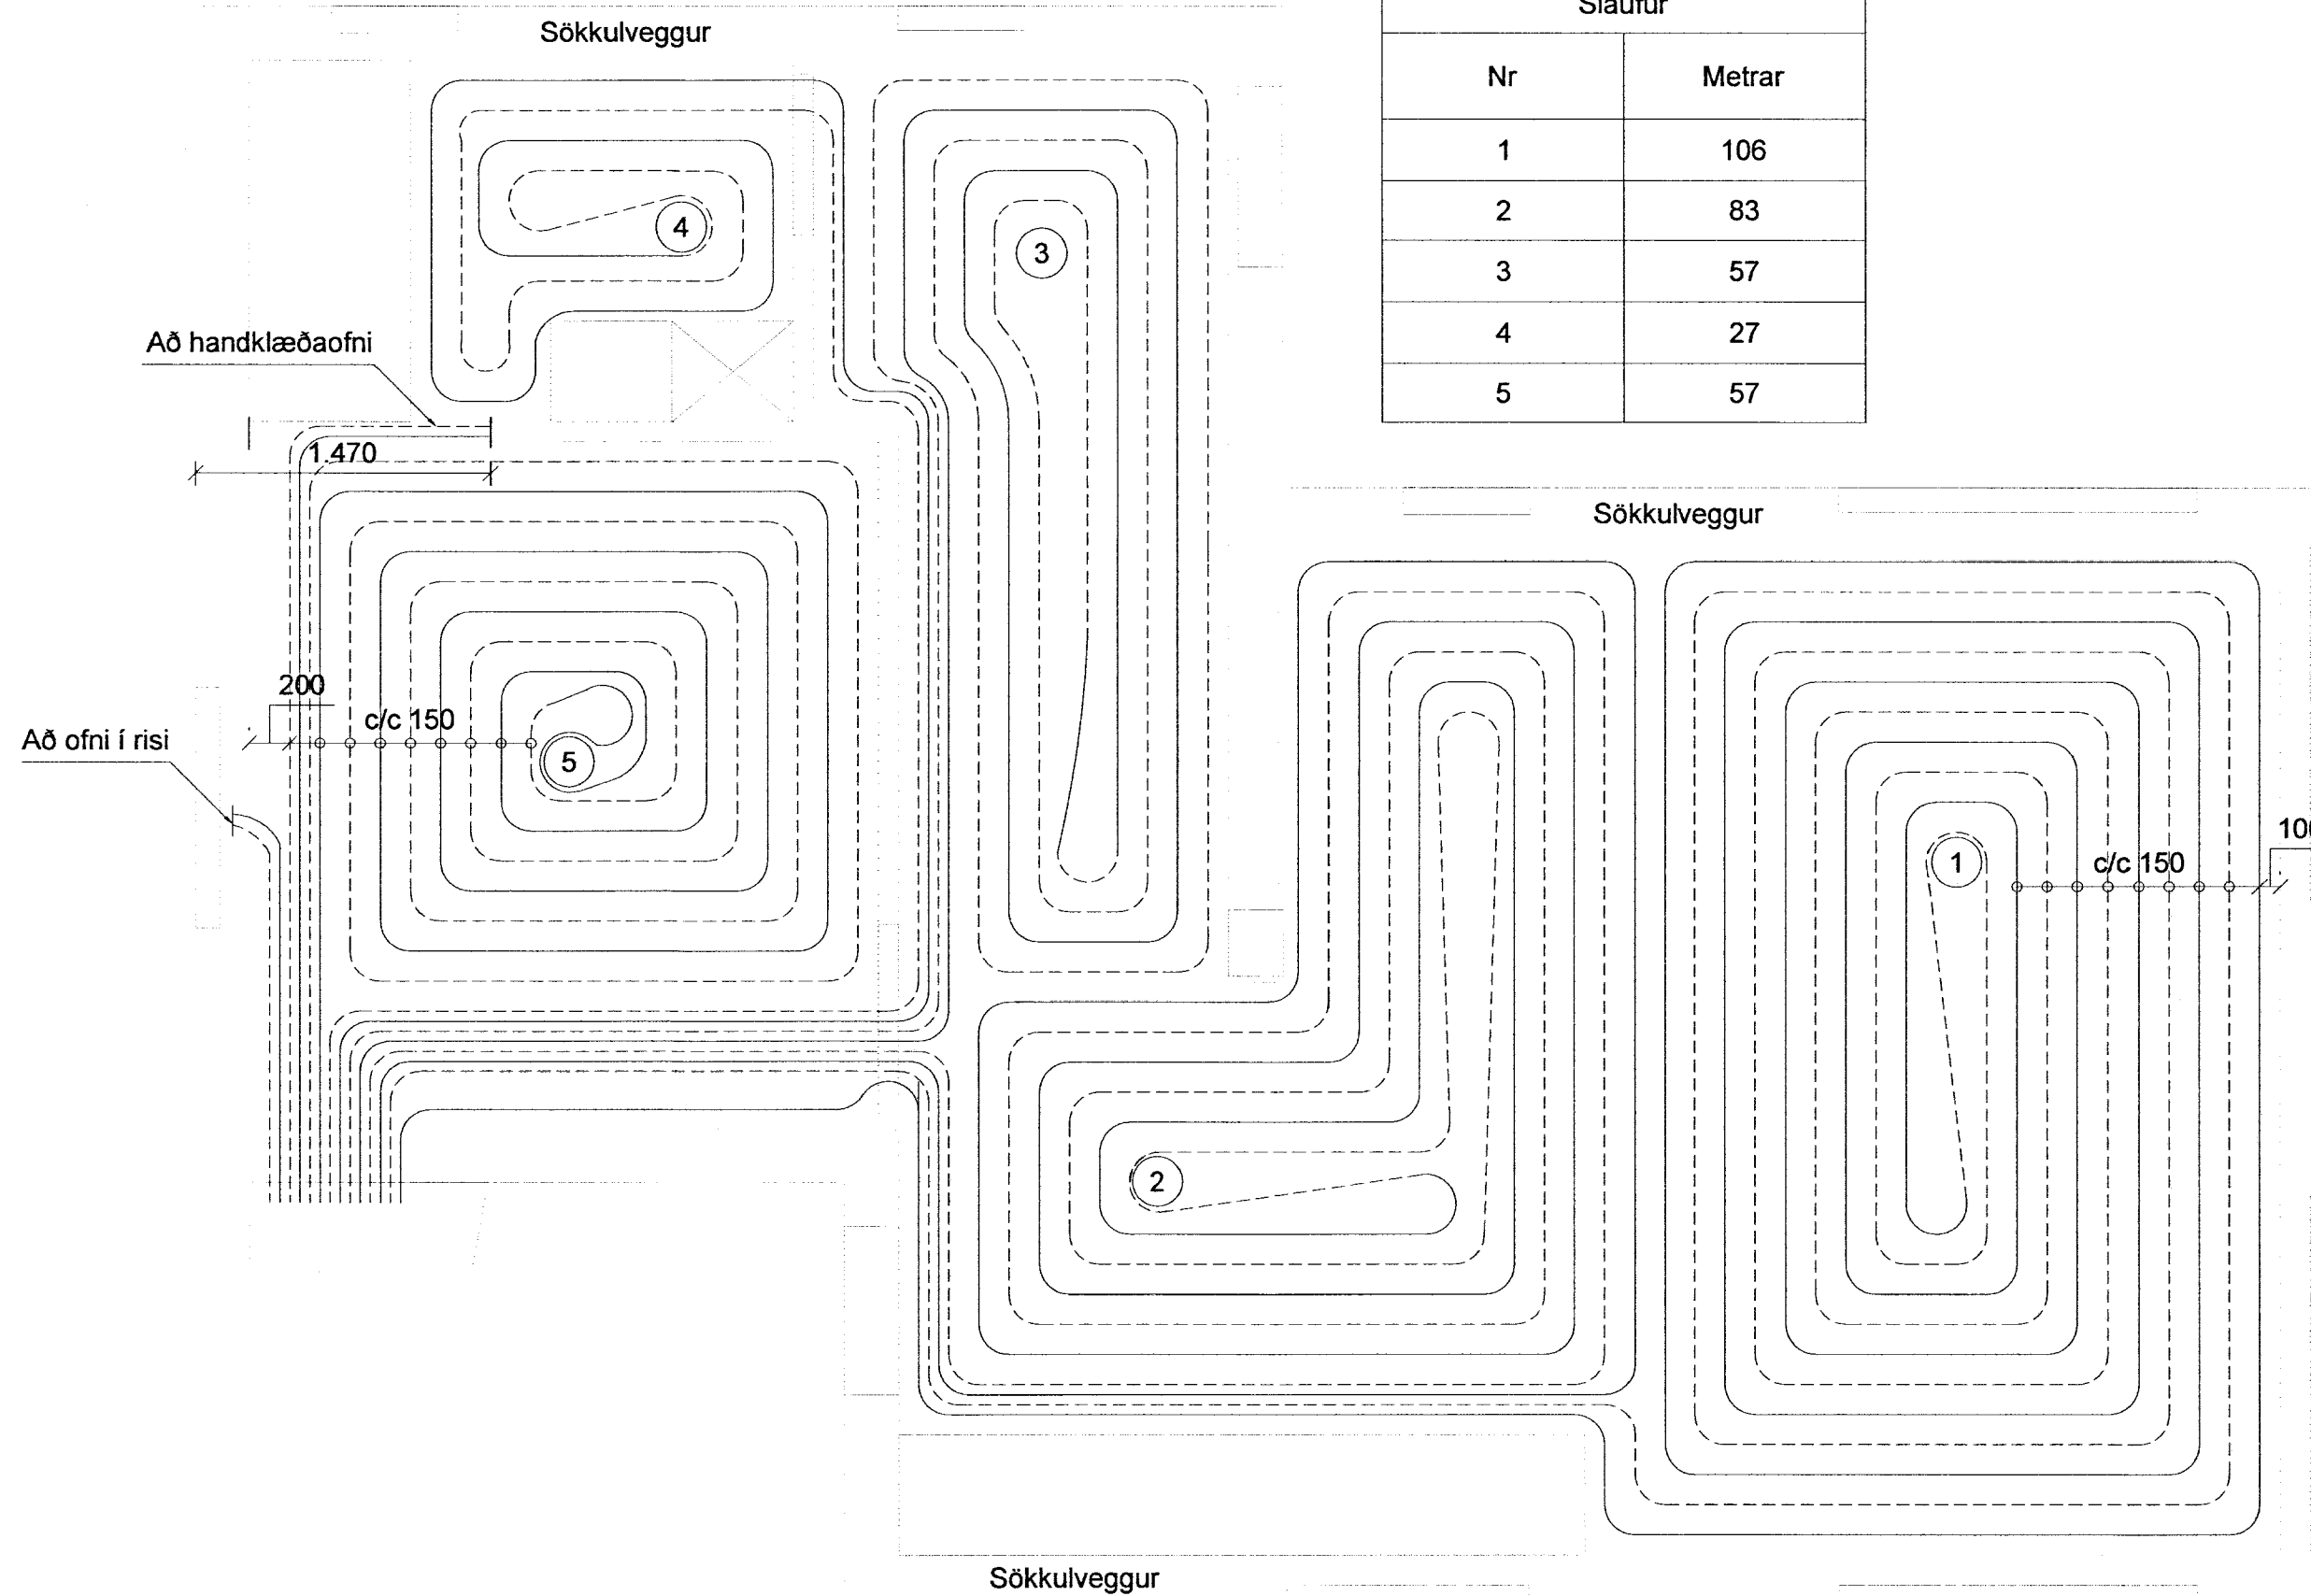 Sökkulveggur
Slaufur
Nr Metrar
1 106
2 83
3 57
4 27
5 57
4
3
Að handklæðaofni
1.470
Sökkulveggur
200
c/c 150
Að ofni í risi
5
1
c/c 150
100
2
Sökkulveggur